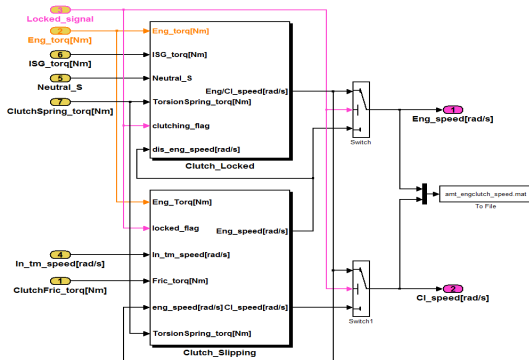 3
Locked_signal
2
Eng_torq[Nm]
6
ISG_torq[Nm]
5
Neutral_S
7
ClutchSpring_torq[Nm]
Eng_torq[Nm]
ISG_torq[Nm]
Neutral_S
TorsionSpring_torq[Nm]
clutching_flag
dis_eng_speed[rad/s]
Eng/Cl_speed[rad/s]
Clutch_Locked
Switch
1
Eng_speed[rad/s]
amt_engclutch_speed.mat
To File
4
In_tm_speed[rad/s]
1
ClutchFric_torq[Nm]
Eng_Torq[Nm]
locked_flag
In_tm_speed[rad/s]
Fric_torq[Nm]
eng_speed[rad/s]
TorsionSpring_torq[Nm]
Eng_speed[rad/s]
Cl_speed[rad/s]
Clutch_Slipping
Switch1
2
Cl_speed[rad/s]